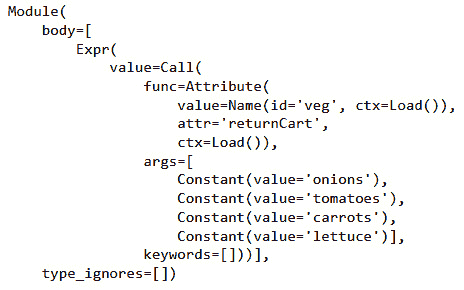 Module(
    body=[
        Expr(
            value=Call(
                func=Attribute(
                    value=Name(id='veg', ctx=Load()),
                    attr='returnCart',
                    ctx=Load()),
                args=[
                    Constant(value='onions'),
                    Constant(value='tomatoes'),
                    Constant(value='carrots'),
                    Constant(value='lettuce')],
                keywords=[]))],
    type_ignores=[])